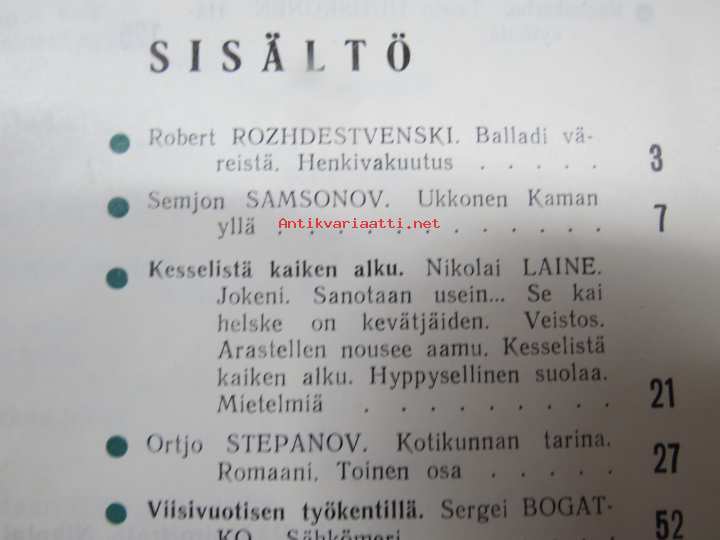 SISÄLTÖ
Robert ROZHDESTVENSKI. Balladi vä-
reistä. Henkivakuutus . . . . . 3
Semjon SAMSONOV. Ukkonen Kaman
yllä . . . . . . . . . . . 7
Antikvariaatti.net
Kesselistä kaiken alku. Nikolai LAINE.
Jokeni. Sanotaan usein... Se kai
helske on kevätjäiden. Veistos.
Arastellen nousee aamu. Kesselistä
kaiken alku. Hyppysellinen suolaa.
Mietelmiä . . . . . . . . . 21
Ortjo STEPANOV. Kotikunnan tarina.
Romaani. Toinen osa . . . . . 27
Viisivuotisen työkentillä. Sergei BOGAT-
KO. Sähkömeri 52